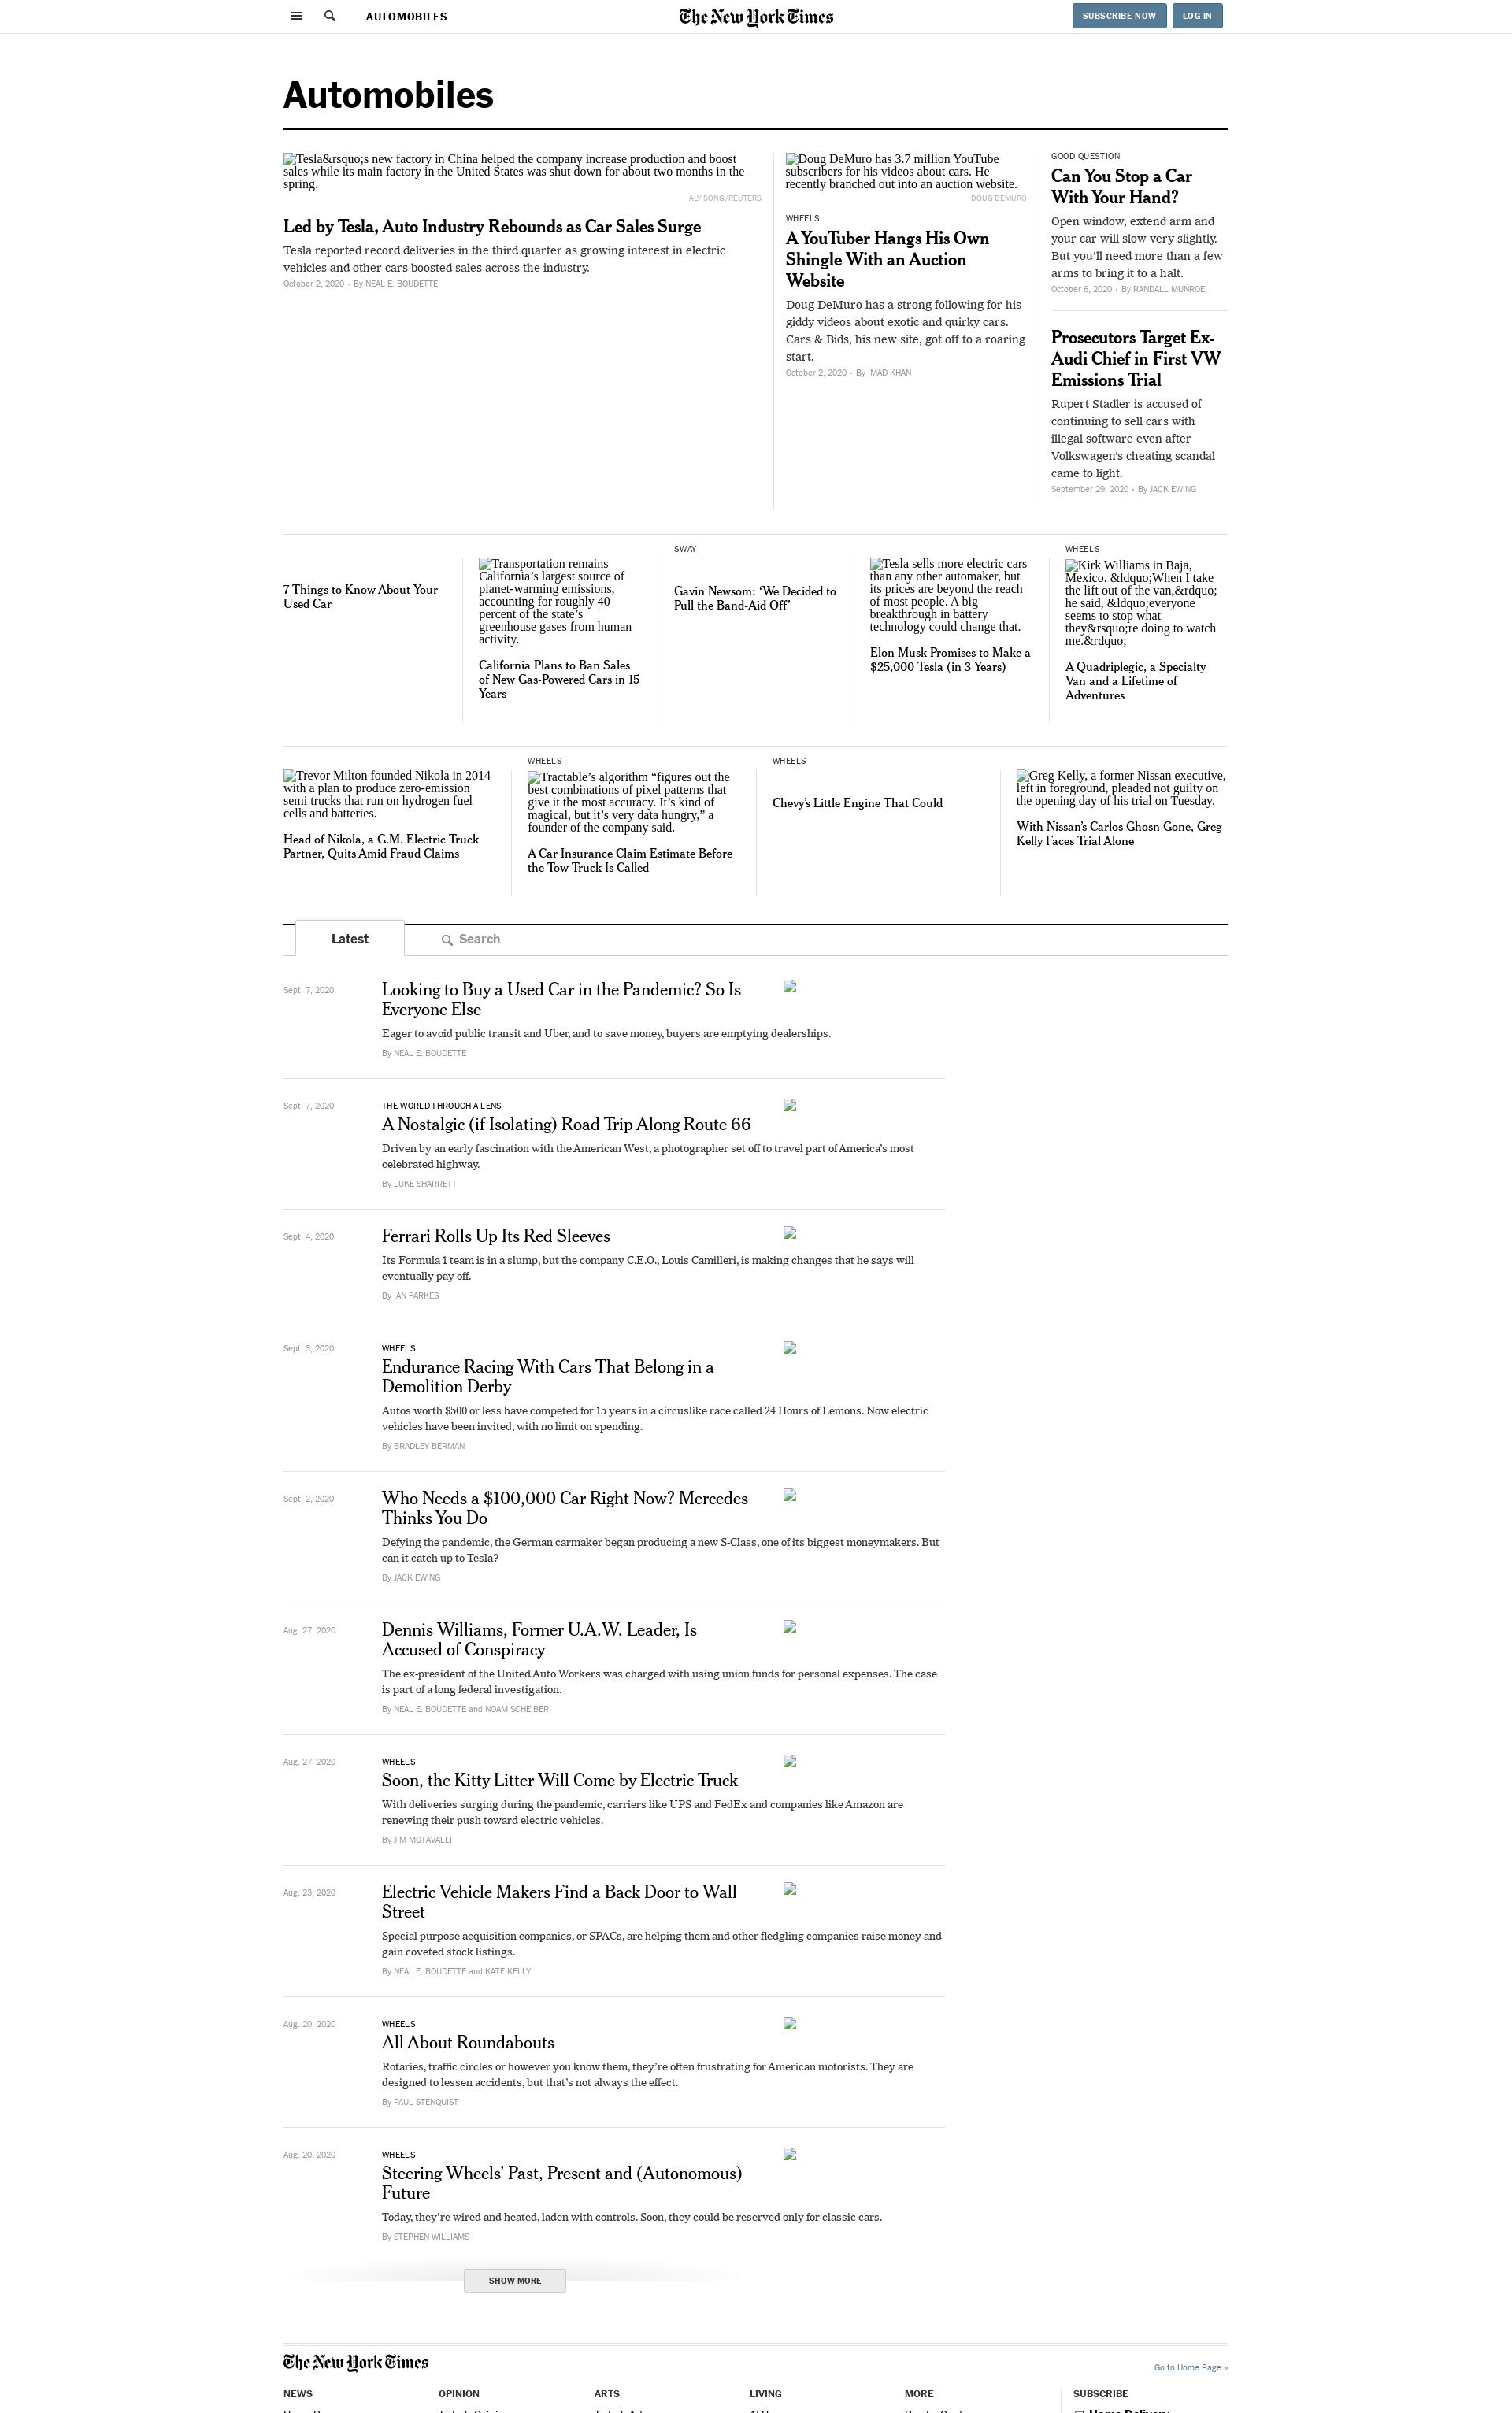 AUTOMOBILES
The New York Times
SUBSCRIBE NOW
LOG IN
Automobiles
Tesla&rsquo;s new factory in China helped the company increase production and boost
sales while its main factory in the United States was shut down for about two months in the
spring.
ALY SONG/REUTERS
Led by Tesla, Auto Industry Rebounds as Car Sales Surge
Tesla reported record deliveries in the third quarter as growing interest in electric
vehicles and other cars boosted sales across the industry.
October 2, 2020 • By NEAL E. BOUDETTE
Doug DeMuro has 3.7 million YouTube
subscribers for his videos about cars. He
recently branched out into an auction website.
DOUG DEMURO
WHEELS
A YouTuber Hangs His Own
Shingle With an Auction
Website
Doug DeMuro has a strong following for his
giddy videos about exotic and quirky cars.
Cars & Bids, his new site, got off to a roaring
start.
October 2, 2020 • By IMAD KHAN
GOOD QUESTION
Can You Stop a Car
With Your Hand?
Open window, extend arm and
your car will slow very slightly.
But you’ll need more than a few
arms to bring it to a halt.
October 6, 2020 • By RANDALL MUNROE
Prosecutors Target Ex-
Audi Chief in First VW
Emissions Trial
Rupert Stadler is accused of
continuing to sell cars with
illegal software even after
Volkswagen’s cheating scandal
came to light.
September 29, 2020 • By JACK EWING
7 Things to Know About Your
Used Car
Transportation remains
California’s largest source of
planet-warming emissions,
accounting for roughly 40
percent of the state’s
greenhouse gases from human
activity.
California Plans to Ban Sales
of New Gas-Powered Cars in 15
Years
SWAY
Gavin Newsom: ‘We Decided to
Pull the Band-Aid Off’
Tesla sells more electric cars
than any other automaker, but
its prices are beyond the reach
of most people. A big
breakthrough in battery
technology could change that.
Elon Musk Promises to Make a
$25,000 Tesla (in 3 Years)
WHEELS
Kirk Williams in Baja,
Mexico. &ldquo;When I take
the lift out of the van,&rdquo;
he said, &ldquo;everyone
seems to stop what
they&rsquo;re doing to watch
me.&rdquo;
A Quadriplegic, a Specialty
Van and a Lifetime of
Adventures
Trevor Milton founded Nikola in 2014
with a plan to produce zero-emission
semi trucks that run on hydrogen fuel
cells and batteries.
Head of Nikola, a G.M. Electric Truck
Partner, Quits Amid Fraud Claims
WHEELS
Tractable’s algorithm “figures out the
best combinations of pixel patterns that
give it the most accuracy. It’s kind of
magical, but it’s very data hungry,” a
founder of the company said.
A Car Insurance Claim Estimate Before
the Tow Truck Is Called
WHEELS
Chevy’s Little Engine That Could
Greg Kelly, a former Nissan executive,
left in foreground, pleaded not guilty on
the opening day of his trial on Tuesday.
With Nissan’s Carlos Ghosn Gone, Greg
Kelly Faces Trial Alone
Latest
Search
Sept. 7, 2020
Looking to Buy a Used Car in the Pandemic? So Is
Everyone Else
Eager to avoid public transit and Uber, and to save money, buyers are emptying dealerships.
By NEAL E. BOUDETTE
Sept. 7, 2020
THE WORLD THROUGH A LENS
A Nostalgic (if Isolating) Road Trip Along Route 66
Driven by an early fascination with the American West, a photographer set off to travel part of America’s most
celebrated highway.
By LUKE SHARRETT
Sept. 4, 2020
Ferrari Rolls Up Its Red Sleeves
Its Formula 1 team is in a slump, but the company C.E.O., Louis Camilleri, is making changes that he says will
eventually pay off.
By IAN PARKES
Sept. 3, 2020
WHEELS
Endurance Racing With Cars That Belong in a
Demolition Derby
Autos worth $500 or less have competed for 15 years in a circuslike race called 24 Hours of Lemons. Now electric
vehicles have been invited, with no limit on spending.
By BRADLEY BERMAN
Sept. 2, 2020
Who Needs a $100,000 Car Right Now? Mercedes
Thinks You Do
Defying the pandemic, the German carmaker began producing a new S-Class, one of its biggest moneymakers. But
can it catch up to Tesla?
By JACK EWING
Aug. 27, 2020
Dennis Williams, Former U.A.W. Leader, Is
Accused of Conspiracy
The ex-president of the United Auto Workers was charged with using union funds for personal expenses. The case
is part of a long federal investigation.
By NEAL E. BOUDETTE and NOAM SCHEIBER
Aug. 27, 2020
WHEELS
Soon, the Kitty Litter Will Come by Electric Truck
With deliveries surging during the pandemic, carriers like UPS and FedEx and companies like Amazon are
renewing their push toward electric vehicles.
By JIM MOTAVALLI
Aug. 23, 2020
Electric Vehicle Makers Find a Back Door to Wall
Street
Special purpose acquisition companies, or SPACs, are helping them and other fledgling companies raise money and
gain coveted stock listings.
By NEAL E. BOUDETTE and KATE KELLY
Aug. 20, 2020
WHEELS
All About Roundabouts
Rotaries, traffic circles or however you know them, they’re often frustrating for American motorists. They are
designed to lessen accidents, but that’s not always the effect.
By PAUL STENQUIST
Aug. 20, 2020
WHEELS
Steering Wheels’ Past, Present and (Autonomous)
Future
Today, they’re wired and heated, laden with controls. Soon, they could be reserved only for classic cars.
By STEPHEN WILLIAMS
SHOW MORE
The New York Times
Go to Home Page »
NEWS
OPINION
ARTS
LIVING
MORE
SUBSCRIBE